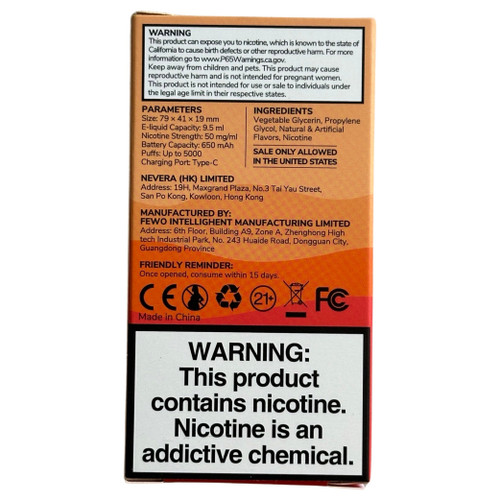 WARNING
This product can expose you to nicotine, which is known to the state of
California to cause birth defects or other reproductive harm. For more
information go to www.P65Warnings.ca.gov.
Keep away from children and pets. This product may cause
reproductive harm and is not intended for pregnant women.
This product is not intended for use or sale to individuals under
the legal age limit in their respective states.
PARAMETERS
Size: 79 × 41 × 19 mm
E-liquid Capacity: 9.5 ml
Nicotine Strength: 50 mg/ml
Battery Capacity: 650 mAh
Puffs: Up to 5000
Charging Port: Type-C
INGREDIENTS
Vegetable Glycerin, Propylene
Glycol, Natural & Artificial
Flavors, Nicotine
SALE ONLY ALLOWED
IN THE UNITED STATES
NEVERA (HK) LIMITED
Address: 19H, Maxgrand Plaza, No.3 Tai Yau Street,
San Po Kong, Kowloon, Hong Kong
MANUFACTURED BY:
FEWO INTELLIGHENT MANUFACTURING LIMITED
Address: 6th Floor, Building A9, Zone A, Zhenghong High
tech Industrial Park, No. 243 Huaide Road, Dongguan City,
Guangdong Province
FRIENDLY REMINDER:
Once opened, consume within 15 days.
CE 21+ FC
Made in China
WARNING:
This product
contains nicotine.
Nicotine is an
addictive chemical.